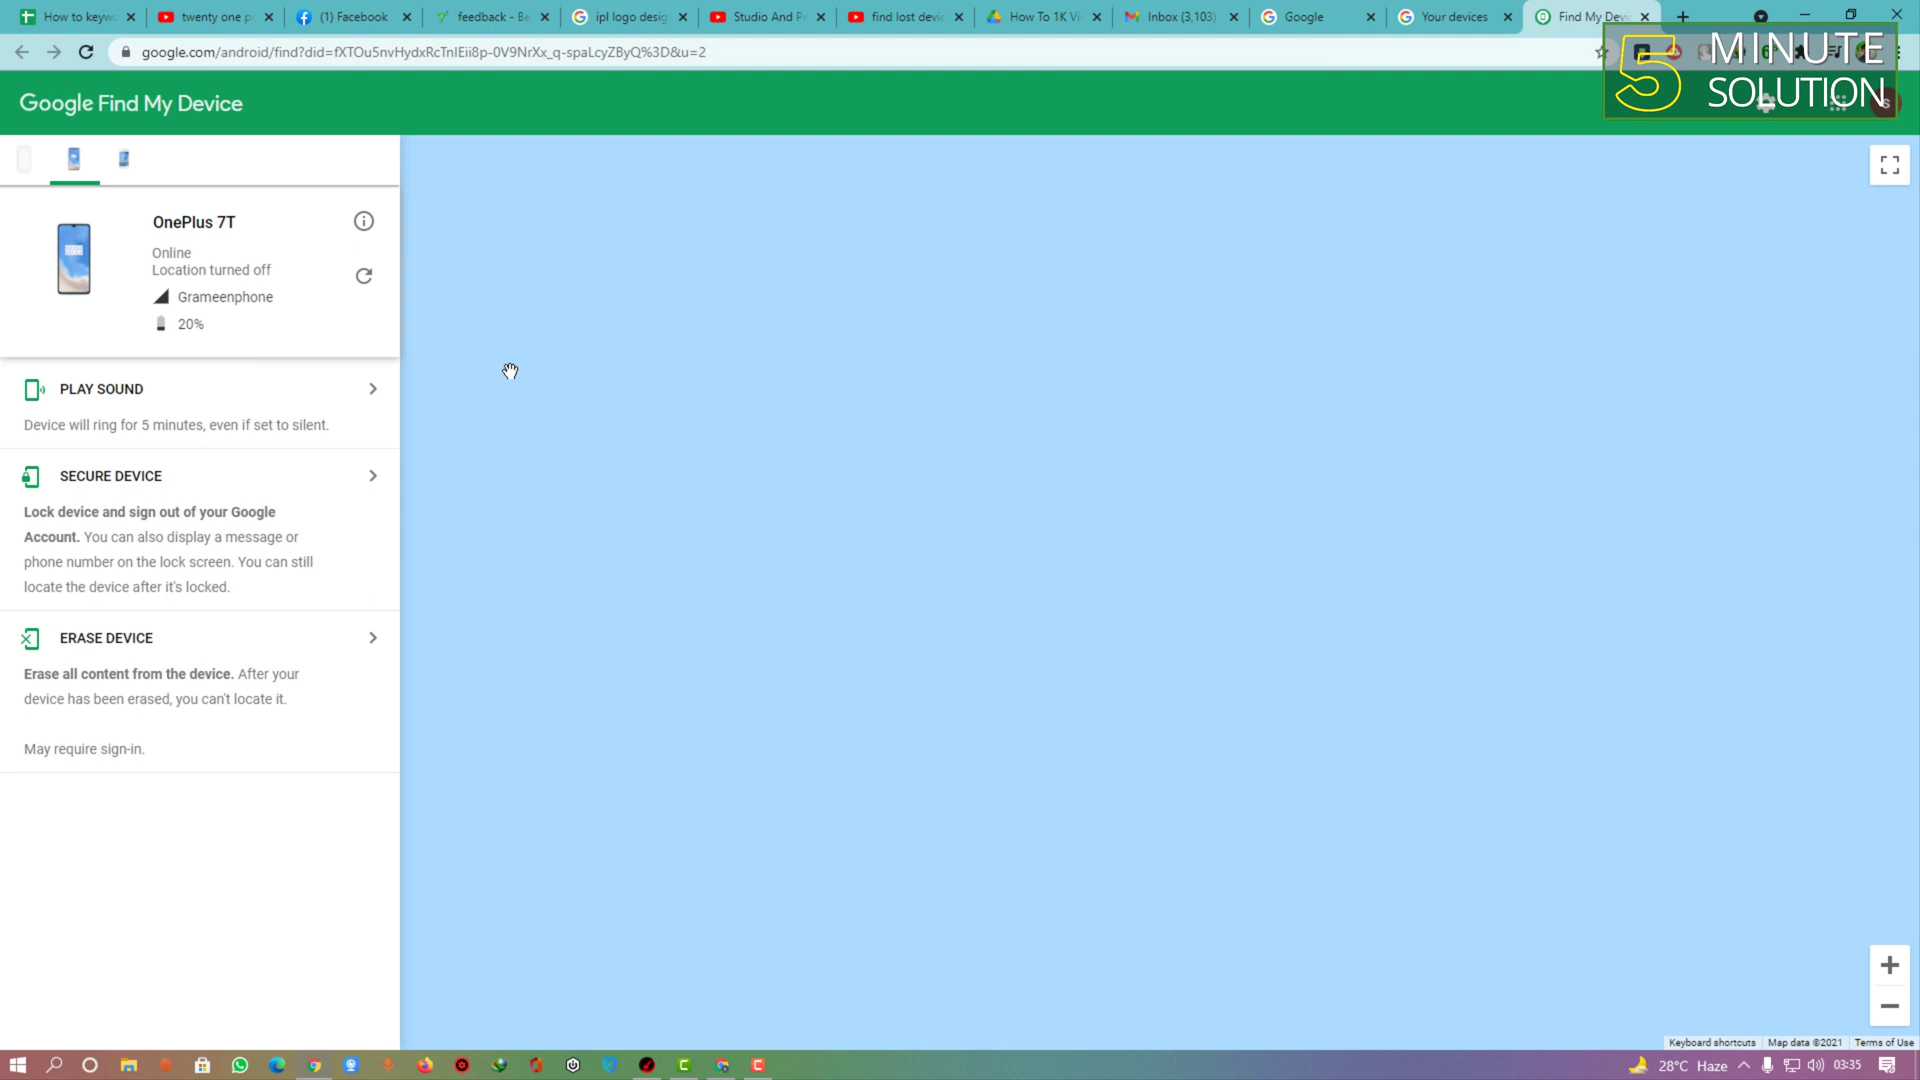 How to keywo
twenty one p
(1) Facebook
feedback - Be
ipl logo desig
Studio And Pr
find lost devic
How To 1K Vi
Inbox (3,103)
Google
Your devices
Find My Devi
google.com/android/find?did=fXTOu5nvHydxRcTnIEii8p-0V9NrXx_q-spaLcyZByQ%3D&u=2
5 MINUTE
SOLUTION
Google Find My Device
S
OnePlus 7T
Online
Location turned off
Grameenphone
20%
PLAY SOUND
Device will ring for 5 minutes, even if set to silent.
SECURE DEVICE
Lock device and sign out of your Google
Account. You can also display a message or
phone number on the lock screen. You can still
locate the device after it's locked.
ERASE DEVICE
Erase all content from the device. After your
device has been erased, you can't locate it.
May require sign-in.
Keyboard shortcuts
Map data ©2021
Terms of Use
28°C Haze
03:35